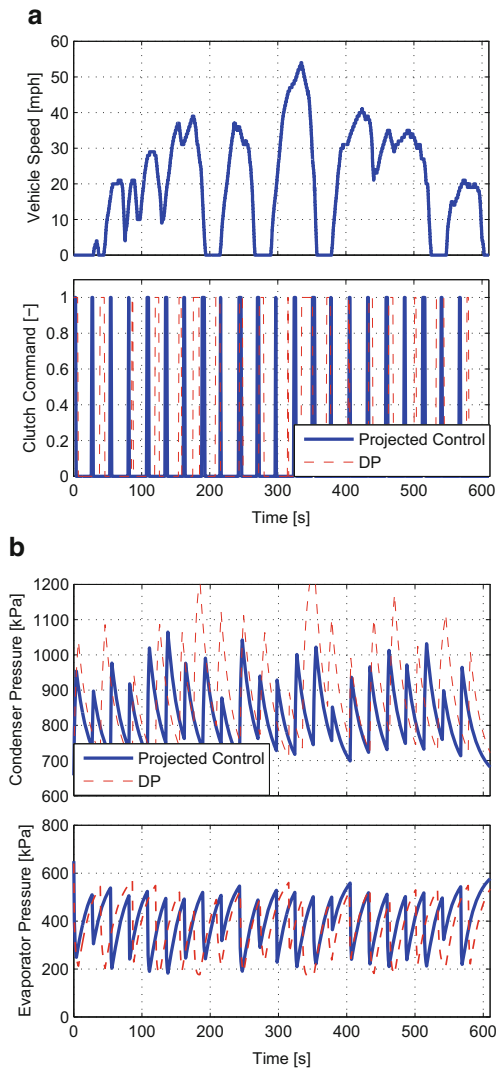 a
Vehicle Speed [mph]
60
50
40
30
20
10
0
Clutch Command [−]
1
0.8
0.6
0.4
0.2
0
Projected Control
DP
0 100 200 300 400 500 600
Time [s]
b
Condenser Pressure [kPa]
1200
1100
1000
900
800
700
600
Projected Control
DP
Evaporator Pressure [kPa]
800
600
400
200
0
0 100 200 300 400 500 600
Time [s]